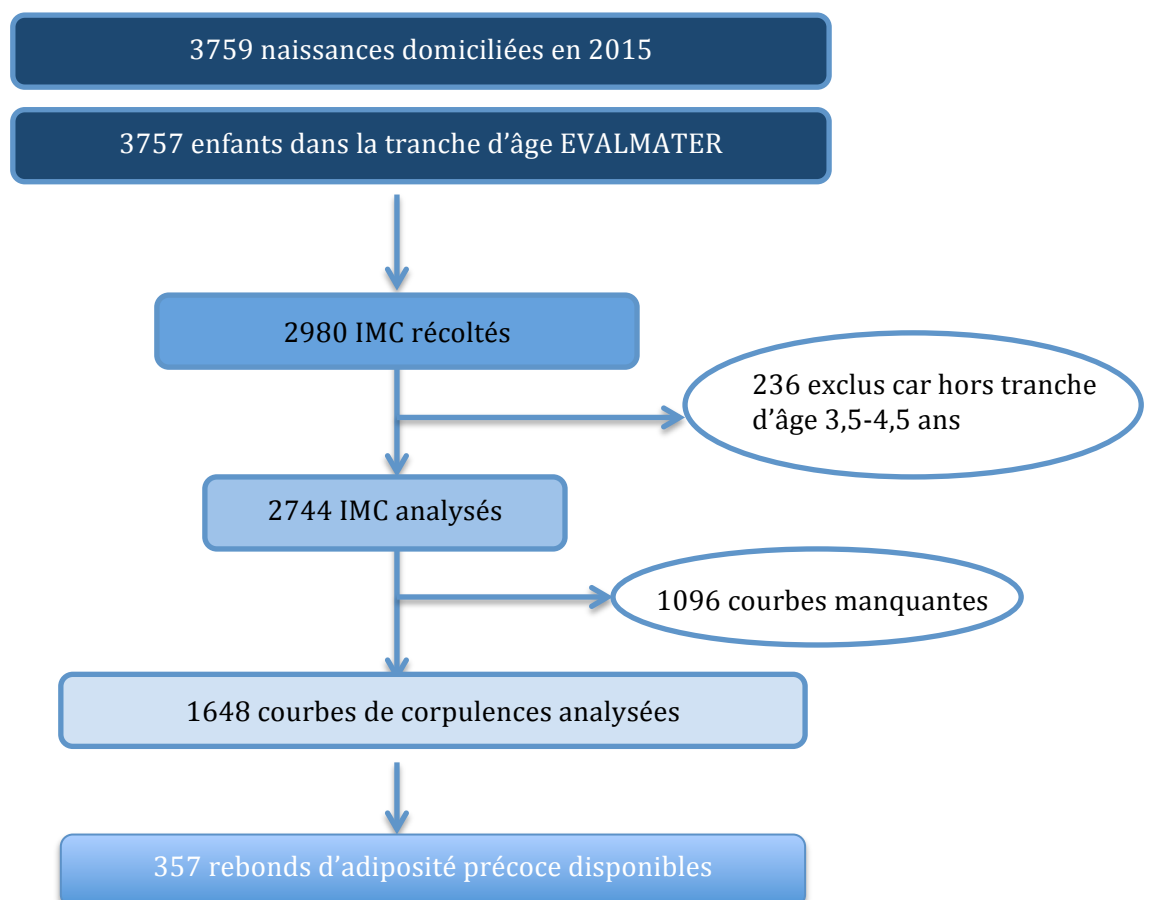 3759 naissances domiciliées en 2015
3757 enfants dans la tranche d’âge EVALMATER
2980 IMC récoltés
236 exclus car hors tranche
d’âge 3,5-4,5 ans
2744 IMC analysés
1096 courbes manquantes
1648 courbes de corpulences analysées
357 rebonds d’adiposité précoce disponibles